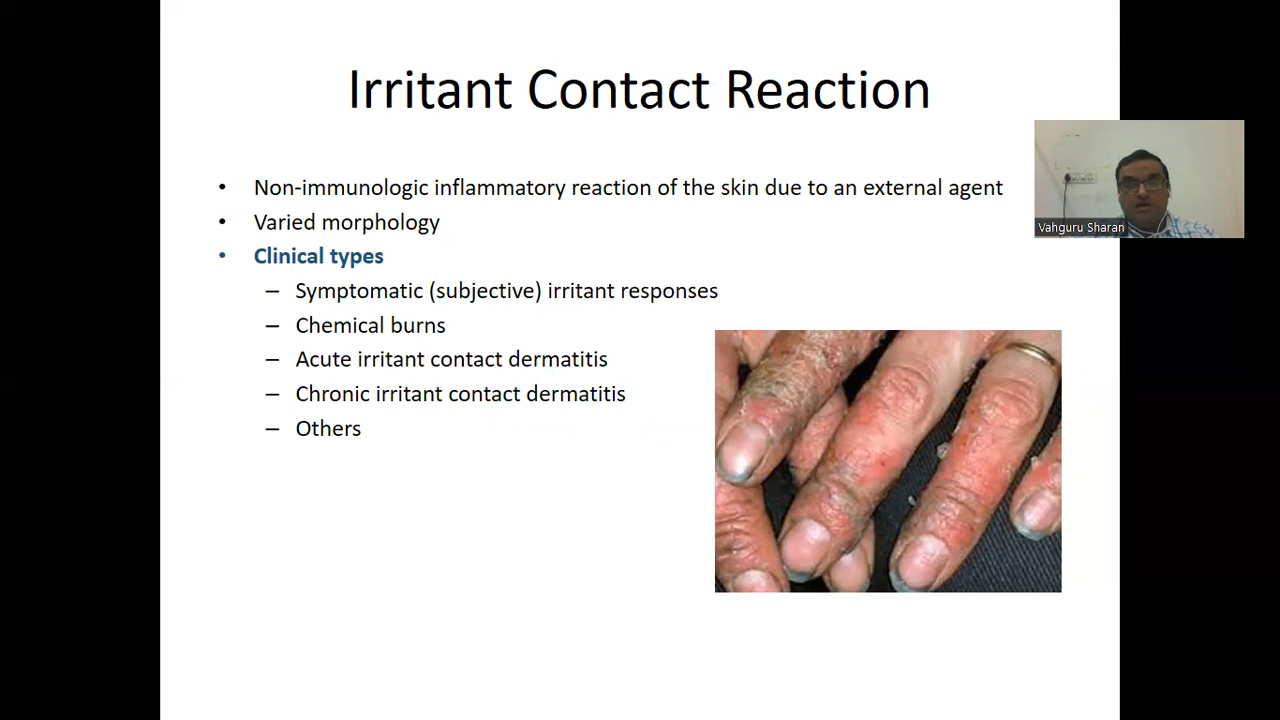 Irritant Contact Reaction
• Non-immunologic inflammatory reaction of the skin due to an external agent
• Varied morphology
• Clinical types
– Symptomatic (subjective) irritant responses
– Chemical burns
– Acute irritant contact dermatitis
– Chronic irritant contact dermatitis
– Others
Vahguru Sharan